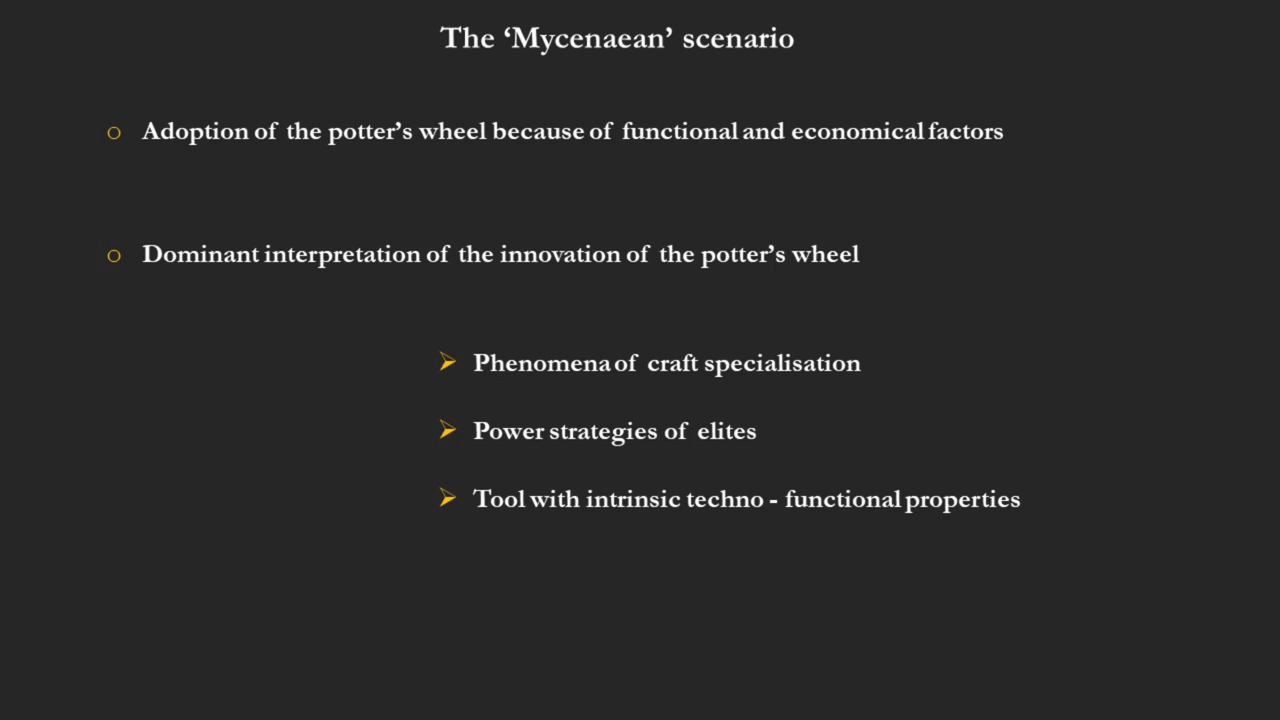 The ‘Mycenaean’ scenario
Adoption of the potter’s wheel because of functional and economical factors
Dominant interpretation of the innovation of the potter’s wheel
Phenomena of craft specialisation
Power strategies of elites
Tool with intrinsic techno - functional properties